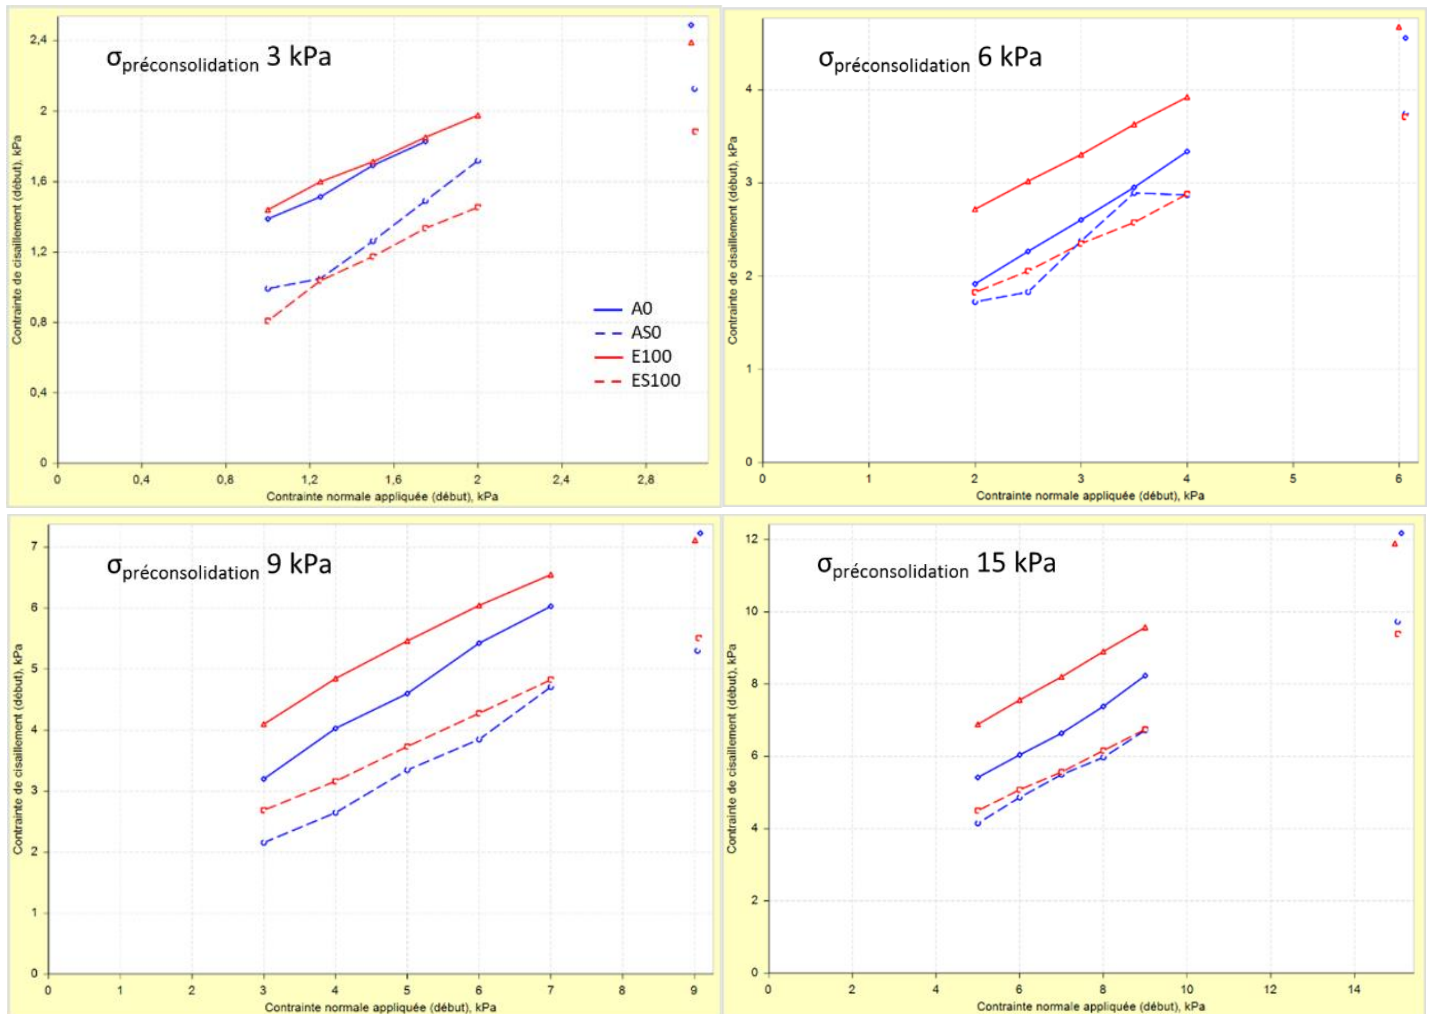 σpréconsolidation 3 kPa
Contrainte de cisaillement (début), kPa
2,4
2
1,6
1,2
0,8
0,4
0
A0
AS0
E100
ES100
0 0,4 0,8 1,2 1,6 2 2,4 2,8
Contrainte normale appliquée (début), kPa
σpréconsolidation 6 kPa
Contrainte de cisaillement (début), kPa
4
3
2
1
0
0 1 2 3 4 5 6
Contrainte normale appliquée (début), kPa
σpréconsolidation 9 kPa
Contrainte de cisaillement (début), kPa
7
6
5
4
3
2
1
0
0 1 2 3 4 5 6 7 8 9
Contrainte normale appliquée (début), kPa
σpréconsolidation 15 kPa
Contrainte de cisaillement (début), kPa
12
10
8
6
4
2
0
0 2 4 6 8 10 12 14
Contrainte normale appliquée (début), kPa